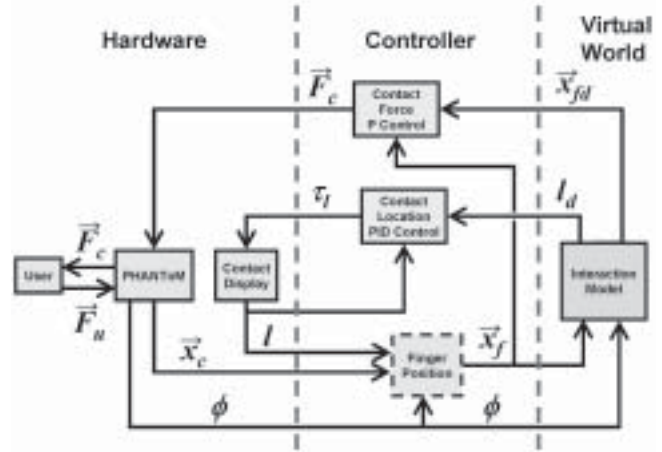 Hardware
Controller
Virtual
World
F⃗c
Contact
Force
P Control
x⃗fd
τl
Contact
Location
PID Control
ld
F⃗c
User
PHANToM
Contact
Display
Interaction
Model
F⃗u
x⃗c
l
Finger
Position
x⃗f
ϕ
ϕ